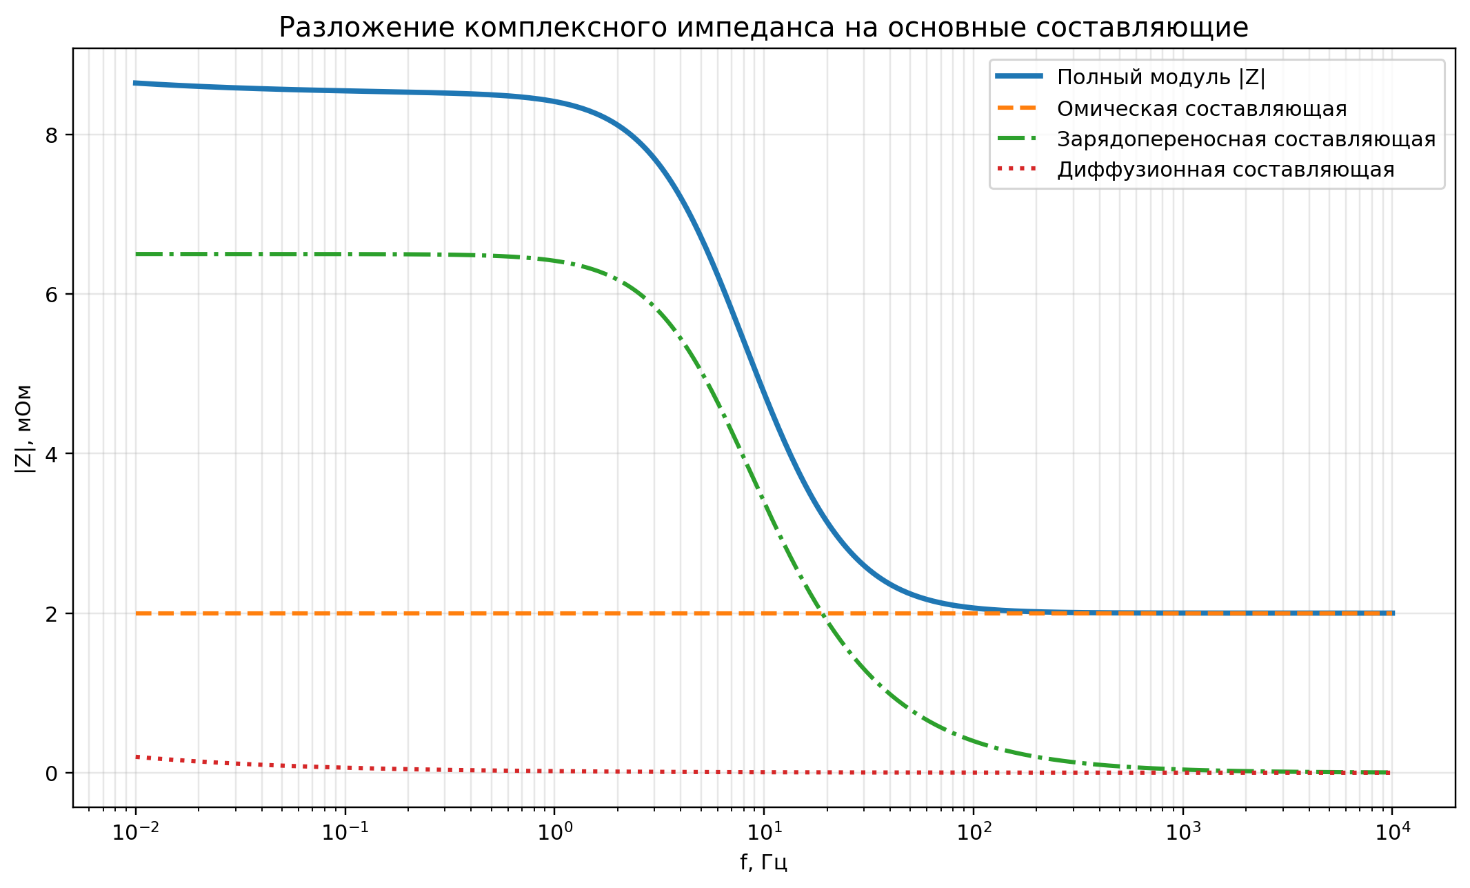 Разложение комплексного импеданса на основные составляющие
Полный модуль |Z|
Омическая составляющая
Зарядопереносная составляющая
Диффузионная составляющая
|Z|, мОм
8
6
4
2
0
10⁻² 10⁻¹ 10⁰ 10¹ 10² 10³ 10⁴
f, Гц